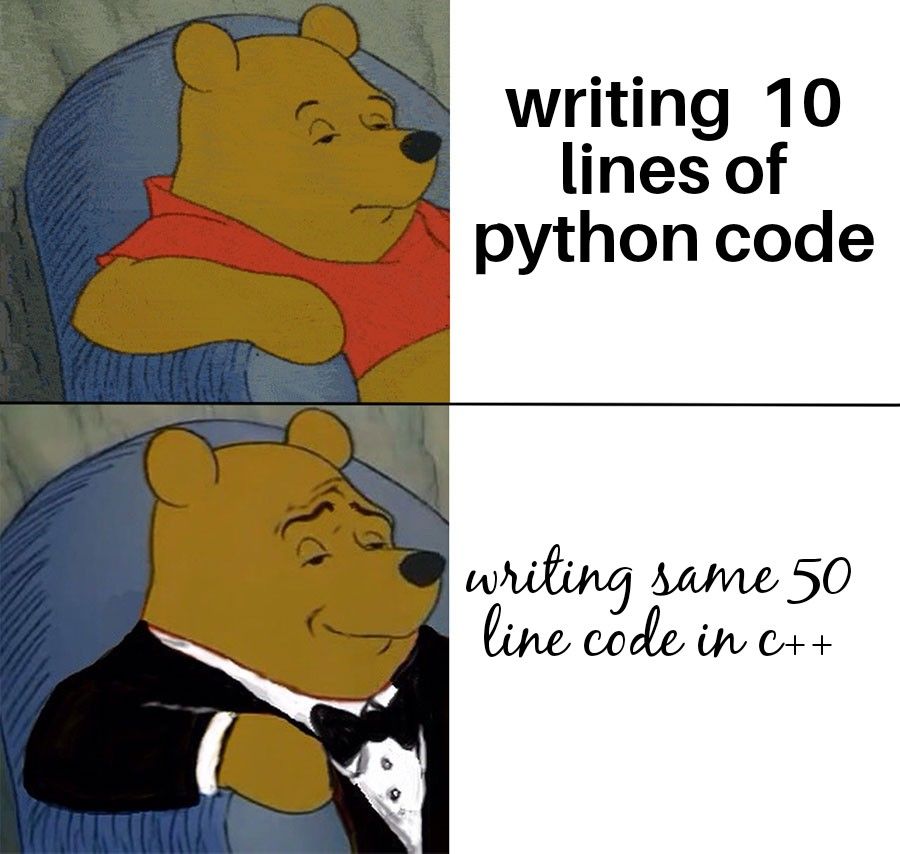 writing 10
lines of
python code
writing same 50
line code in c++